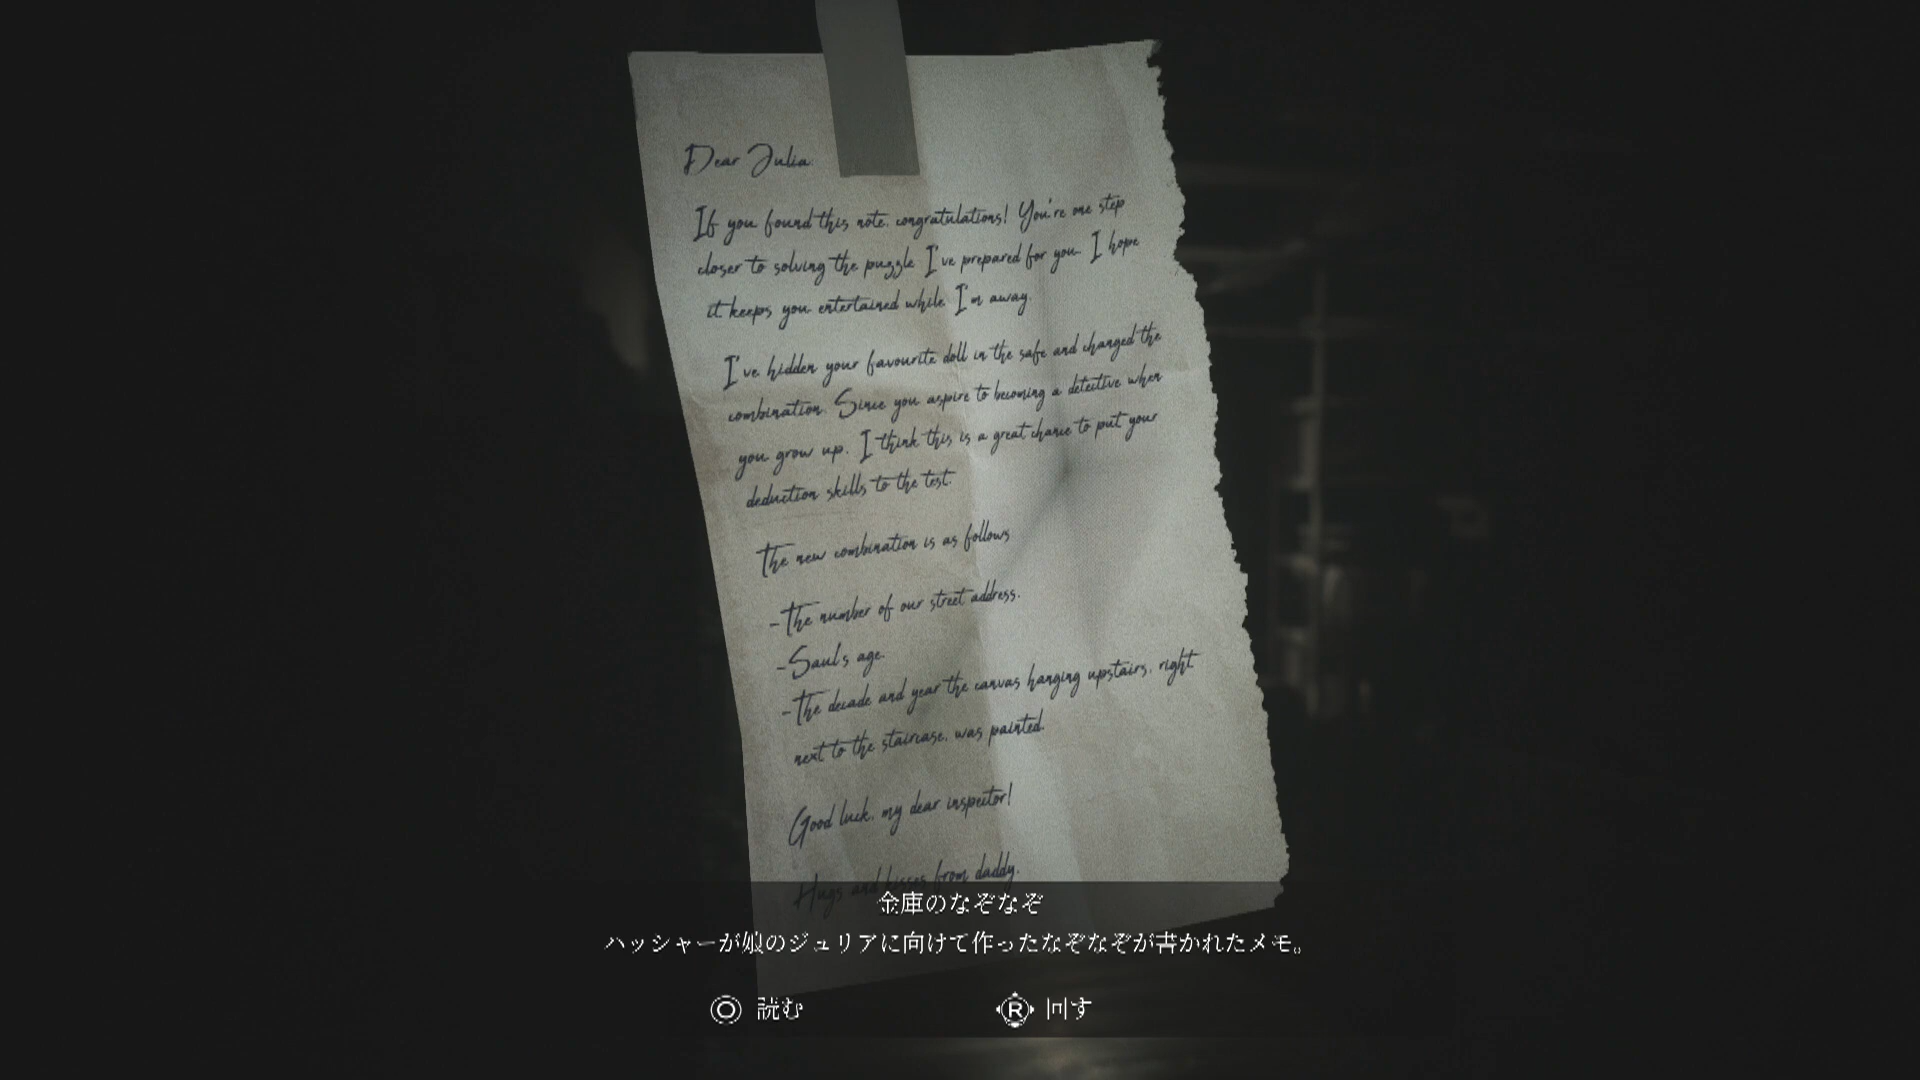 Dear Julia
If you found this note, congratulations! You're one step
closer to solving the puzzle I've prepared for you. I hope
it keeps you entertained while I'm away.
I've hidden your favourite doll in the safe and changed the
combination. Since you aspire to becoming a detective when
you grow up, I think this is a great chance to put your
deduction skills to the test.
The new combination is as follows
-The number of our street address.
-Saul's age.
-The decade and year the canvas hanging upstairs, right
next to the staircase, was painted.
Good luck, my dear inspector!
Hugs and kisses from daddy.
金庫のなぞなぞ
ハッシャーが娘のジュリアに向けて作ったなぞなぞが書かれたメモ。
読む
R 回す